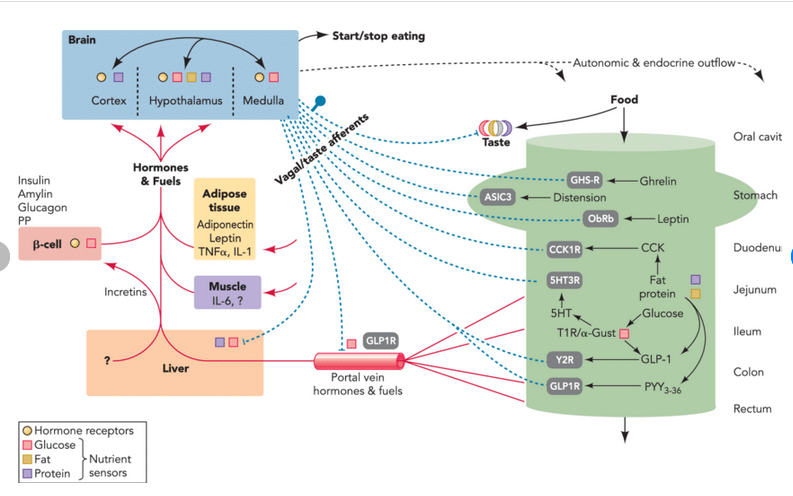 Brain
Start/stop eating
Autonomic & endocrine outflow
Cortex
Hypothalamus
Medulla
Vagal/taste afferents
Food
Taste
Oral cavit
Hormones
& Fuels
Insulin
Amylin
Glucagon
PP
β-cell
Adipose
tissue
Adiponectin
Leptin
TNFα, IL-1
Muscle
IL-6, ?
Incretins
?
Liver
GLP1R
Portal vein
hormones & fuels
GHS-R
Ghrelin
Stomach
ASIC3
Distension
ObRb
Leptin
CCK1R
CCK
Duodenu
5HT3R
Fat
protein
Jejunum
5HT
Glucose
T1R/α-Gust
Ileum
Y2R
GLP-1
Colon
GLP1R
PYY3-36
Rectum
Hormone receptors
Glucose
Fat
Protein
Nutrient
sensors